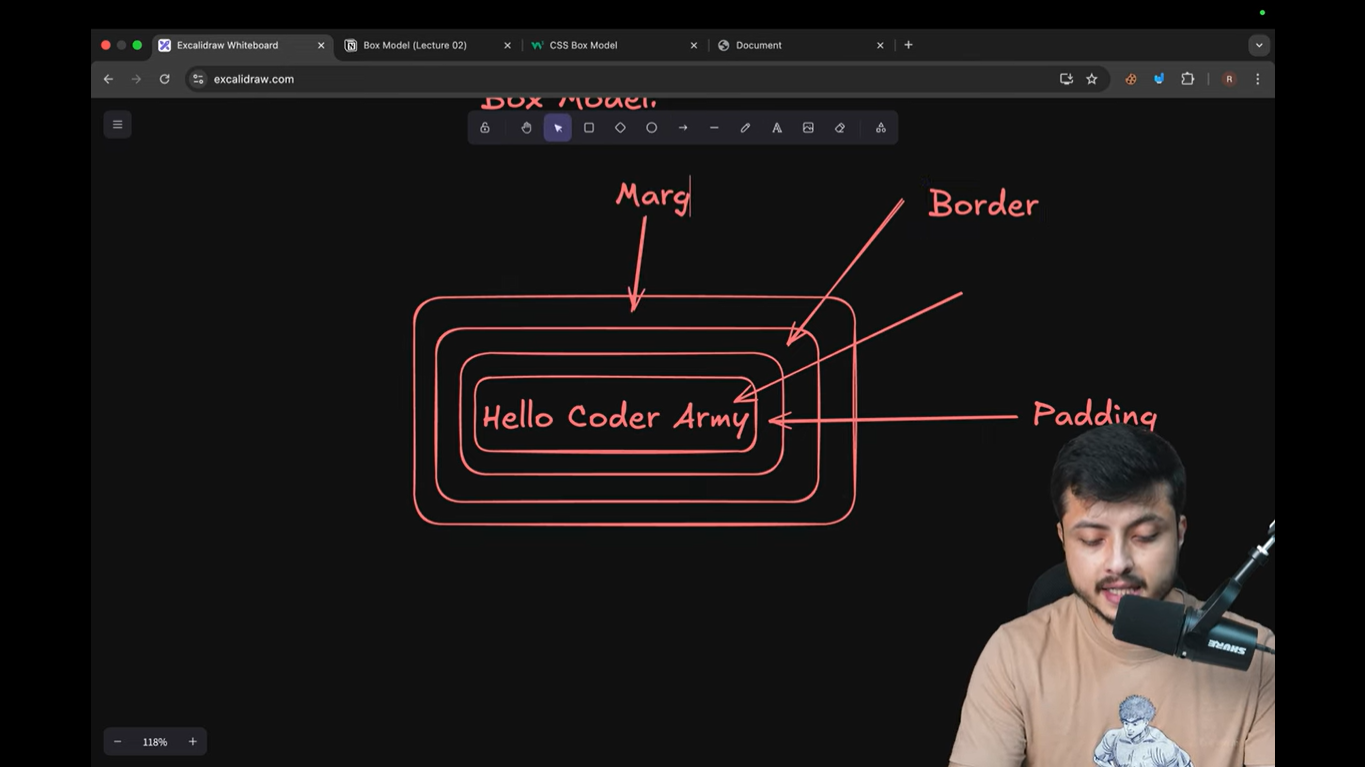 Excalidraw Whiteboard
Box Model (Lecture 02)
CSS Box Model
Document
excalidraw.com
R
Box Model:
Marg
Border
Hello Coder Army
Padding
SHURE
118%